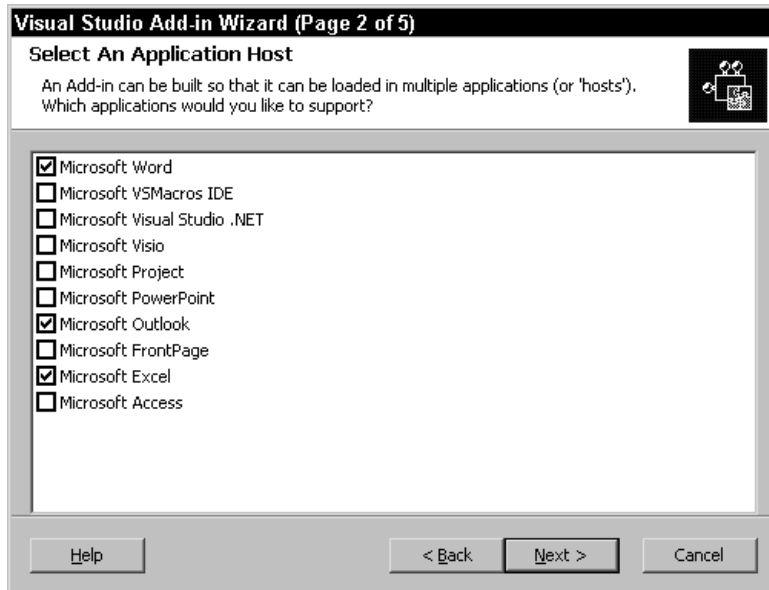 Visual Studio Add-in Wizard (Page 2 of 5)
Select An Application Host
An Add-in can be built so that it can be loaded in multiple applications (or 'hosts').
Which applications would you like to support?
Microsoft Word
Microsoft VSMacros IDE
Microsoft Visual Studio .NET
Microsoft Visio
Microsoft Project
Microsoft PowerPoint
Microsoft Outlook
Microsoft FrontPage
Microsoft Excel
Microsoft Access
Help
< Back
Next >
Cancel